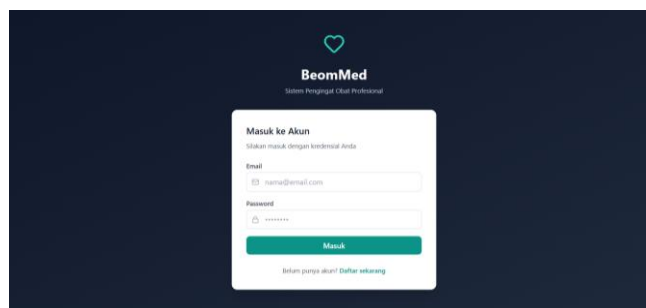 BeomMed
Sistem Pengingat Obat Profesional
Masuk ke Akun
Silakan masuk dengan kredensial Anda
Email
nama@email.com
Password
••••••••
Masuk
Belum punya akun? Daftar sekarang